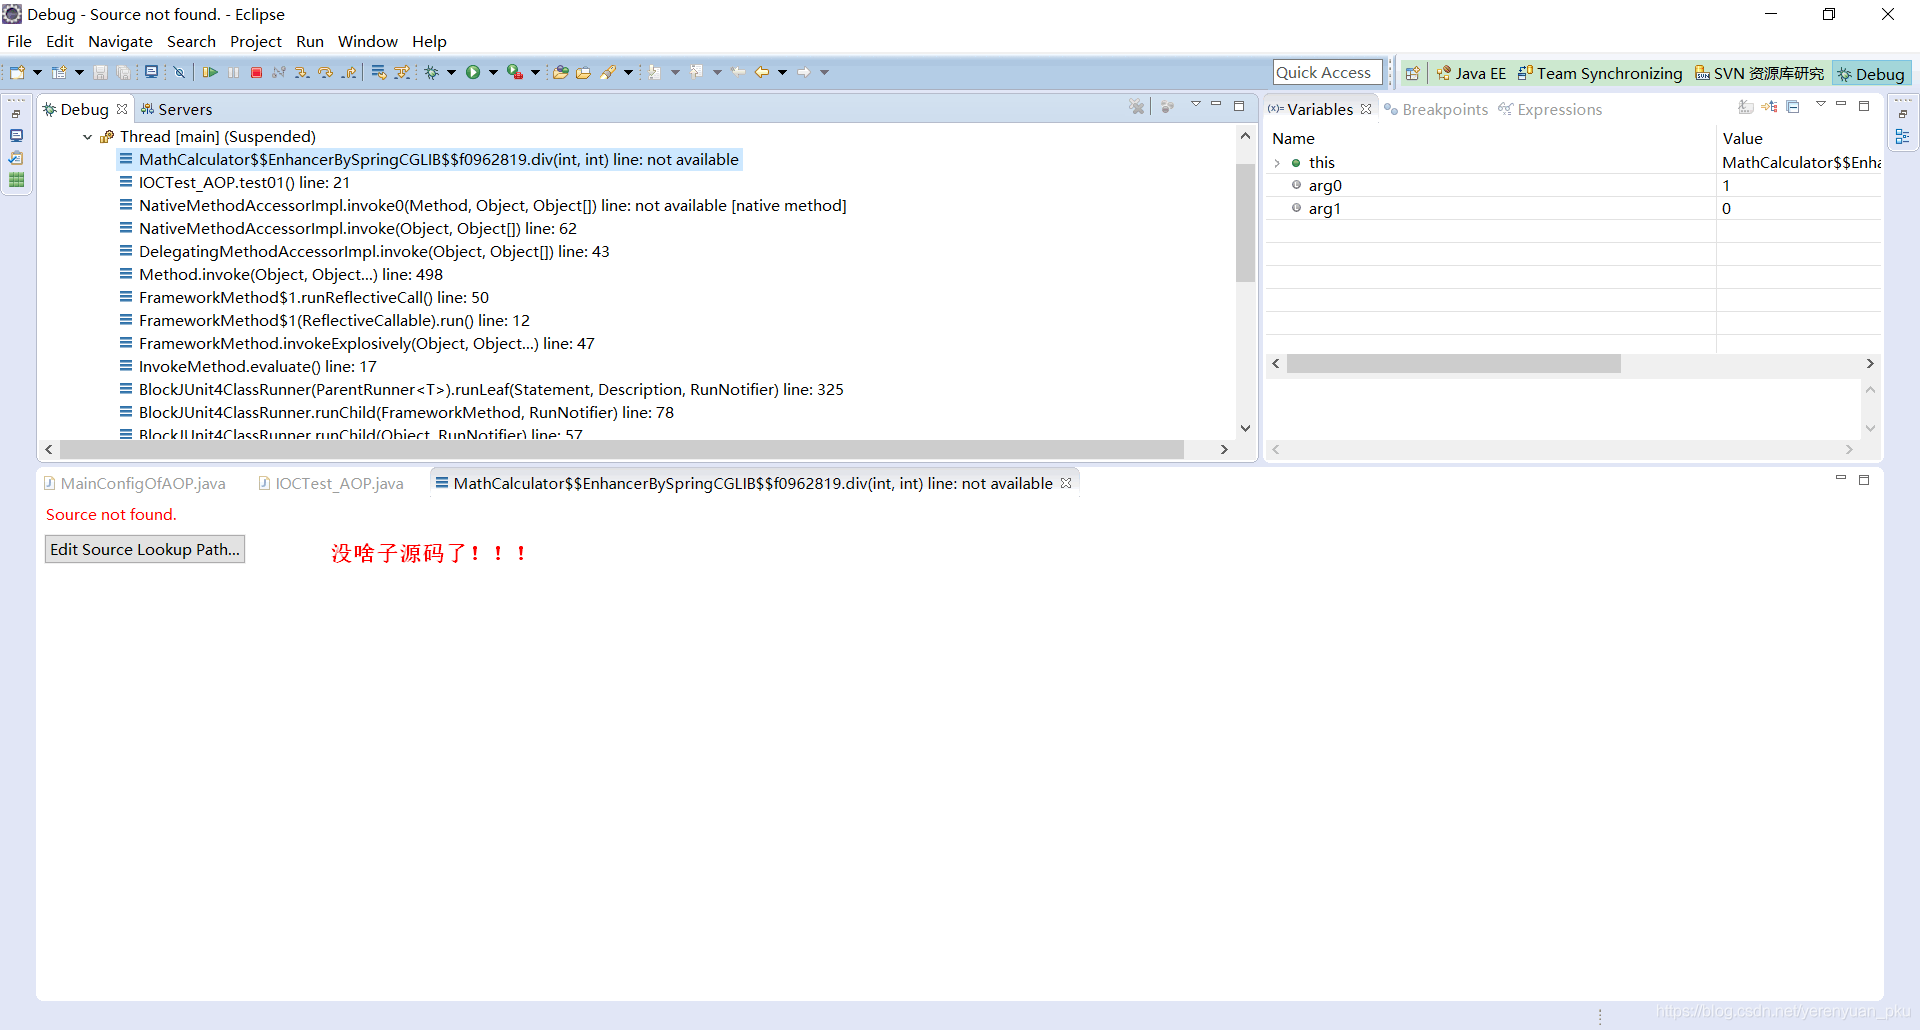 Debug - Source not found. - Eclipse
File Edit Navigate Search Project Run Window Help
Quick Access
Java EE Team Synchronizing SVN 资源库研究 Debug
Debug Servers
Thread [main] (Suspended)
MathCalculator$$EnhancerBySpringCGLIB$$f0962819.div(int, int) line: not available
IOCTest_AOP.test01() line: 21
NativeMethodAccessorImpl.invoke0(Method, Object, Object[]) line: not available [native method]
NativeMethodAccessorImpl.invoke(Object, Object[]) line: 62
DelegatingMethodAccessorImpl.invoke(Object, Object[]) line: 43
Method.invoke(Object, Object...) line: 498
FrameworkMethod$1.runReflectiveCall() line: 50
FrameworkMethod$1(ReflectiveCallable).run() line: 12
FrameworkMethod.invokeExplosively(Object, Object...) line: 47
InvokeMethod.evaluate() line: 17
BlockJUnit4ClassRunner(ParentRunner<T>).runLeaf(Statement, Description, RunNotifier) line: 325
BlockJUnit4ClassRunner.runChild(FrameworkMethod, RunNotifier) line: 78
BlockJUnit4ClassRunner.runChild(Object, RunNotifier) line: 57
(x)= Variables Breakpoints Expressions
Name Value
this MathCalculator$$Enha
arg0 1
arg1 0
MainConfigOfAOP.java IOCTest_AOP.java MathCalculator$$EnhancerBySpringCGLIB$$f0962819.div(int, int) line: not available
Source not found.
Edit Source Lookup Path...
没啥子源码了！！！
https://blog.csdn.net/yerenyuan_pku